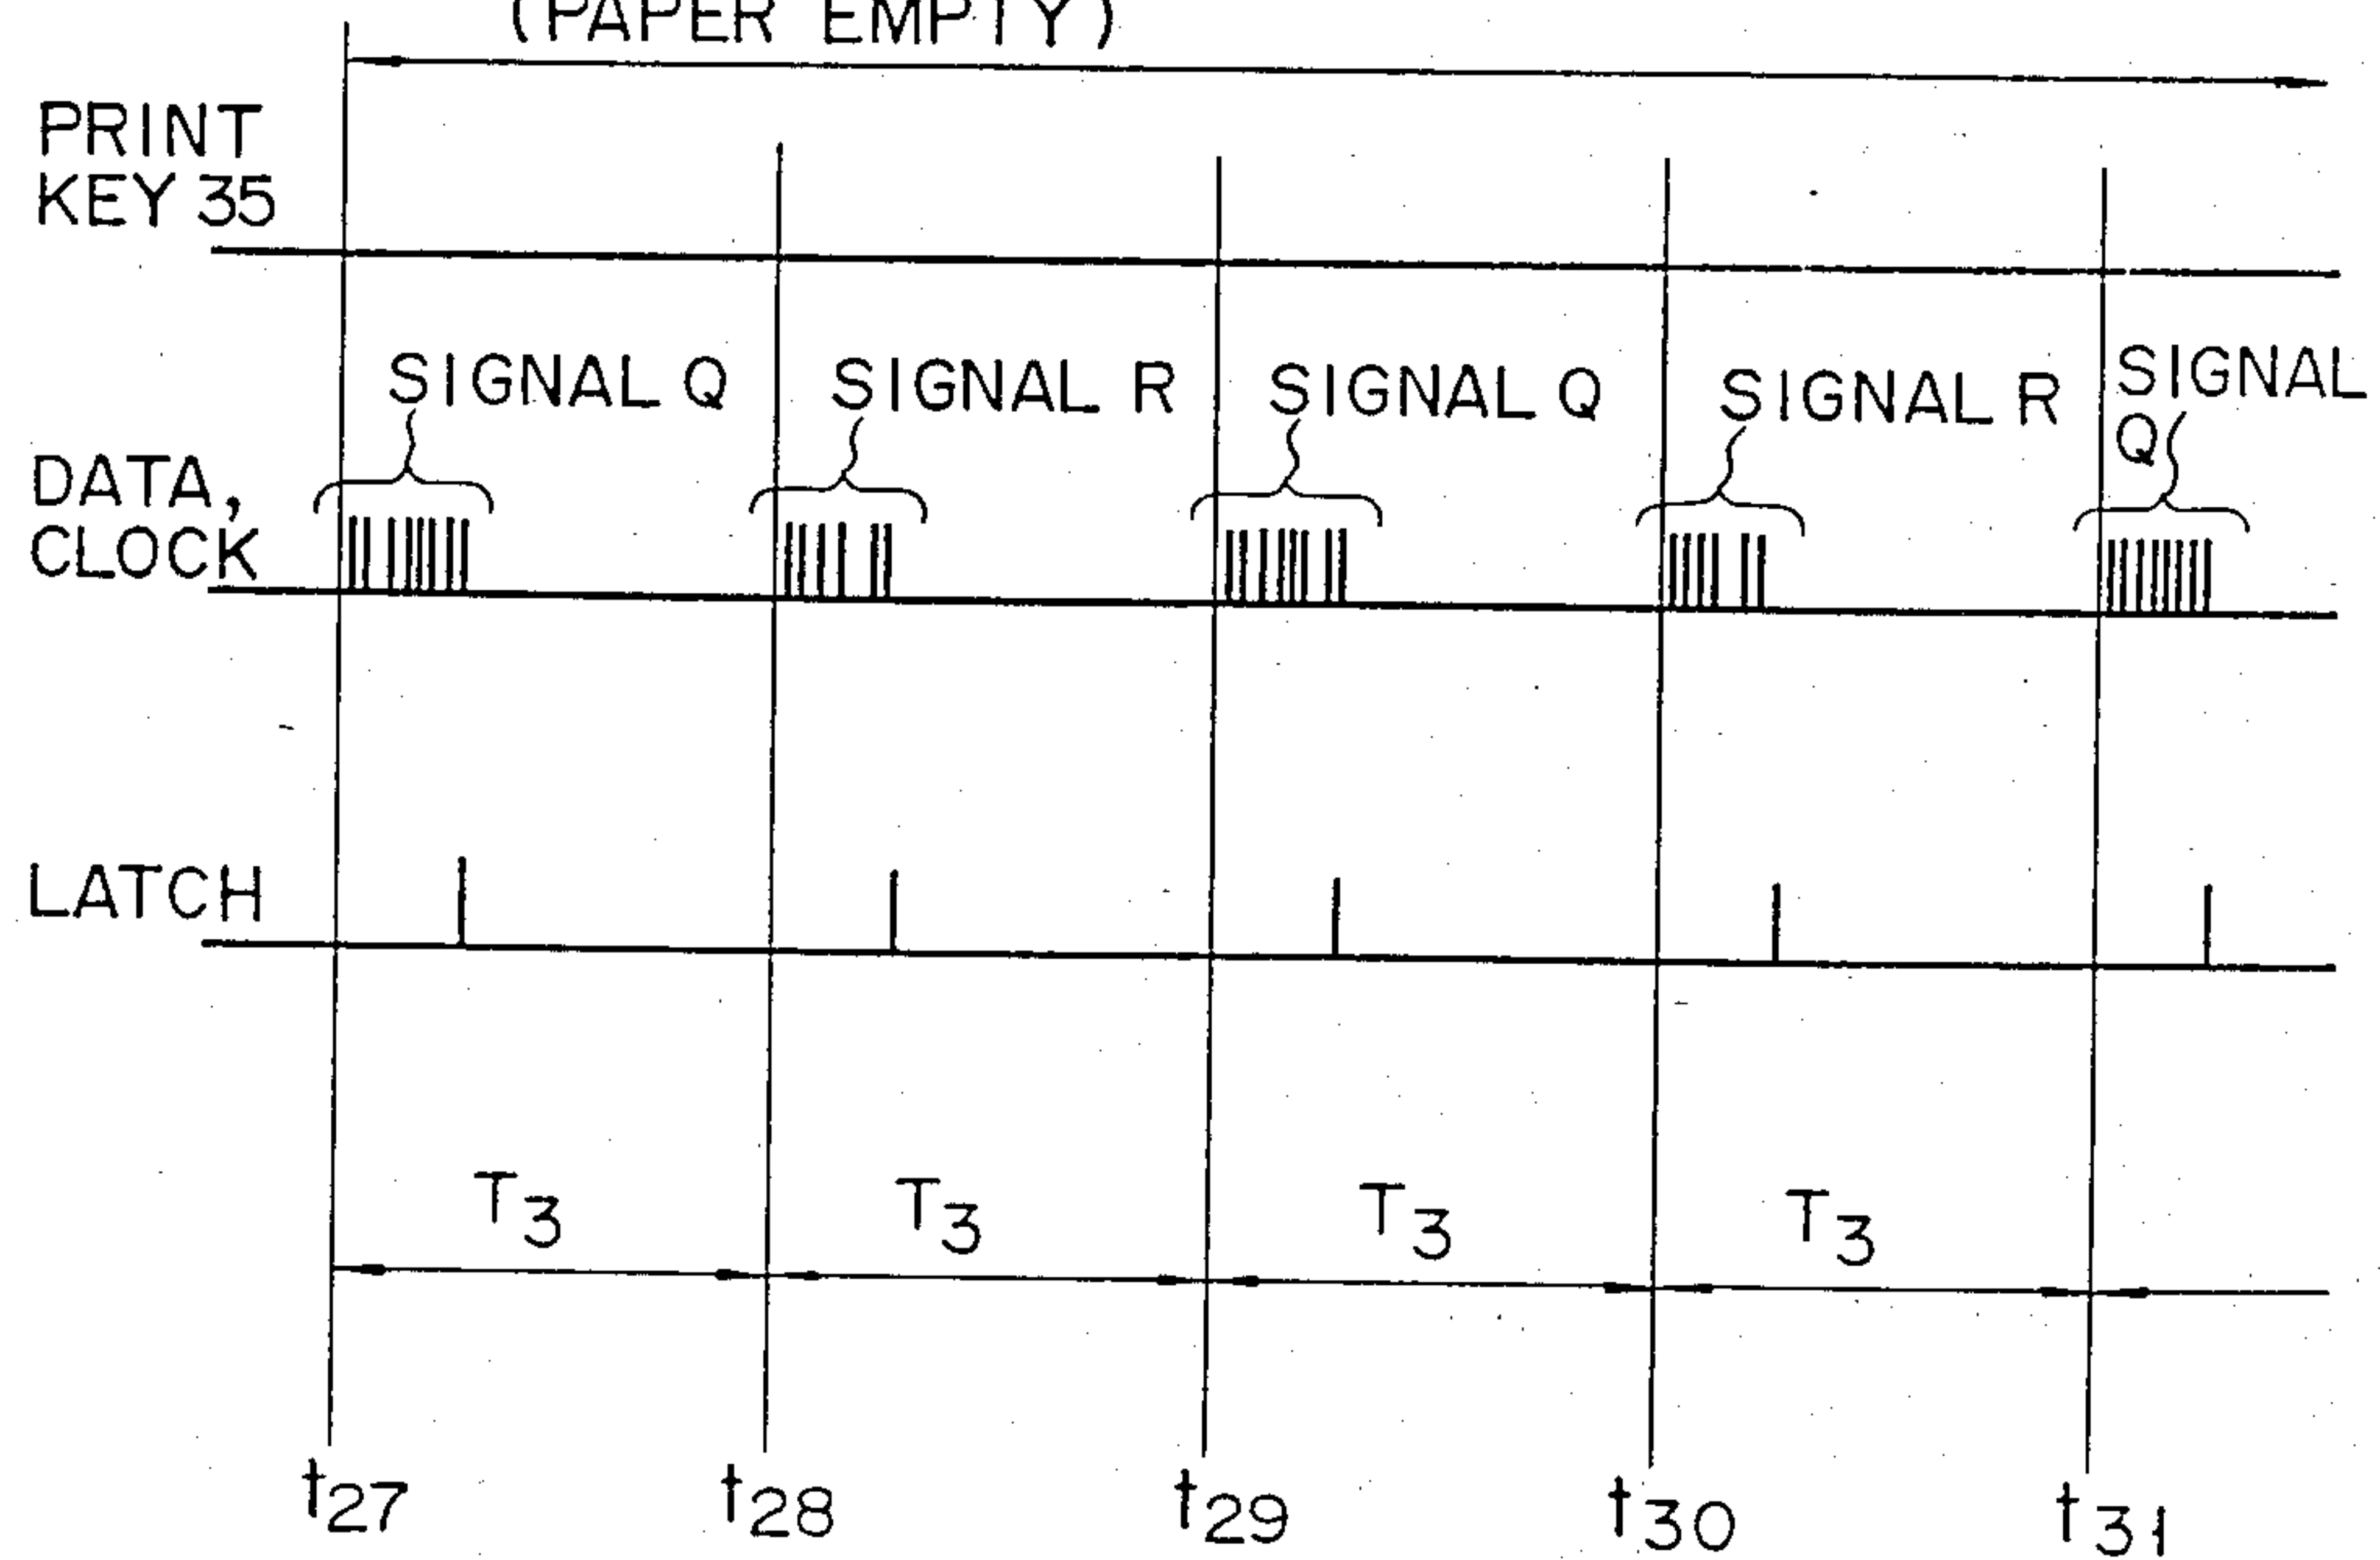 (PAPER EMPTY)
PRINT
KEY 35
SIGNAL Q
SIGNAL R
SIGNAL Q
SIGNAL R
SIGNAL
Q
DATA,
CLOCK
LATCH
T3
T3
T3
T3
t27
t28
t29
t30
t31